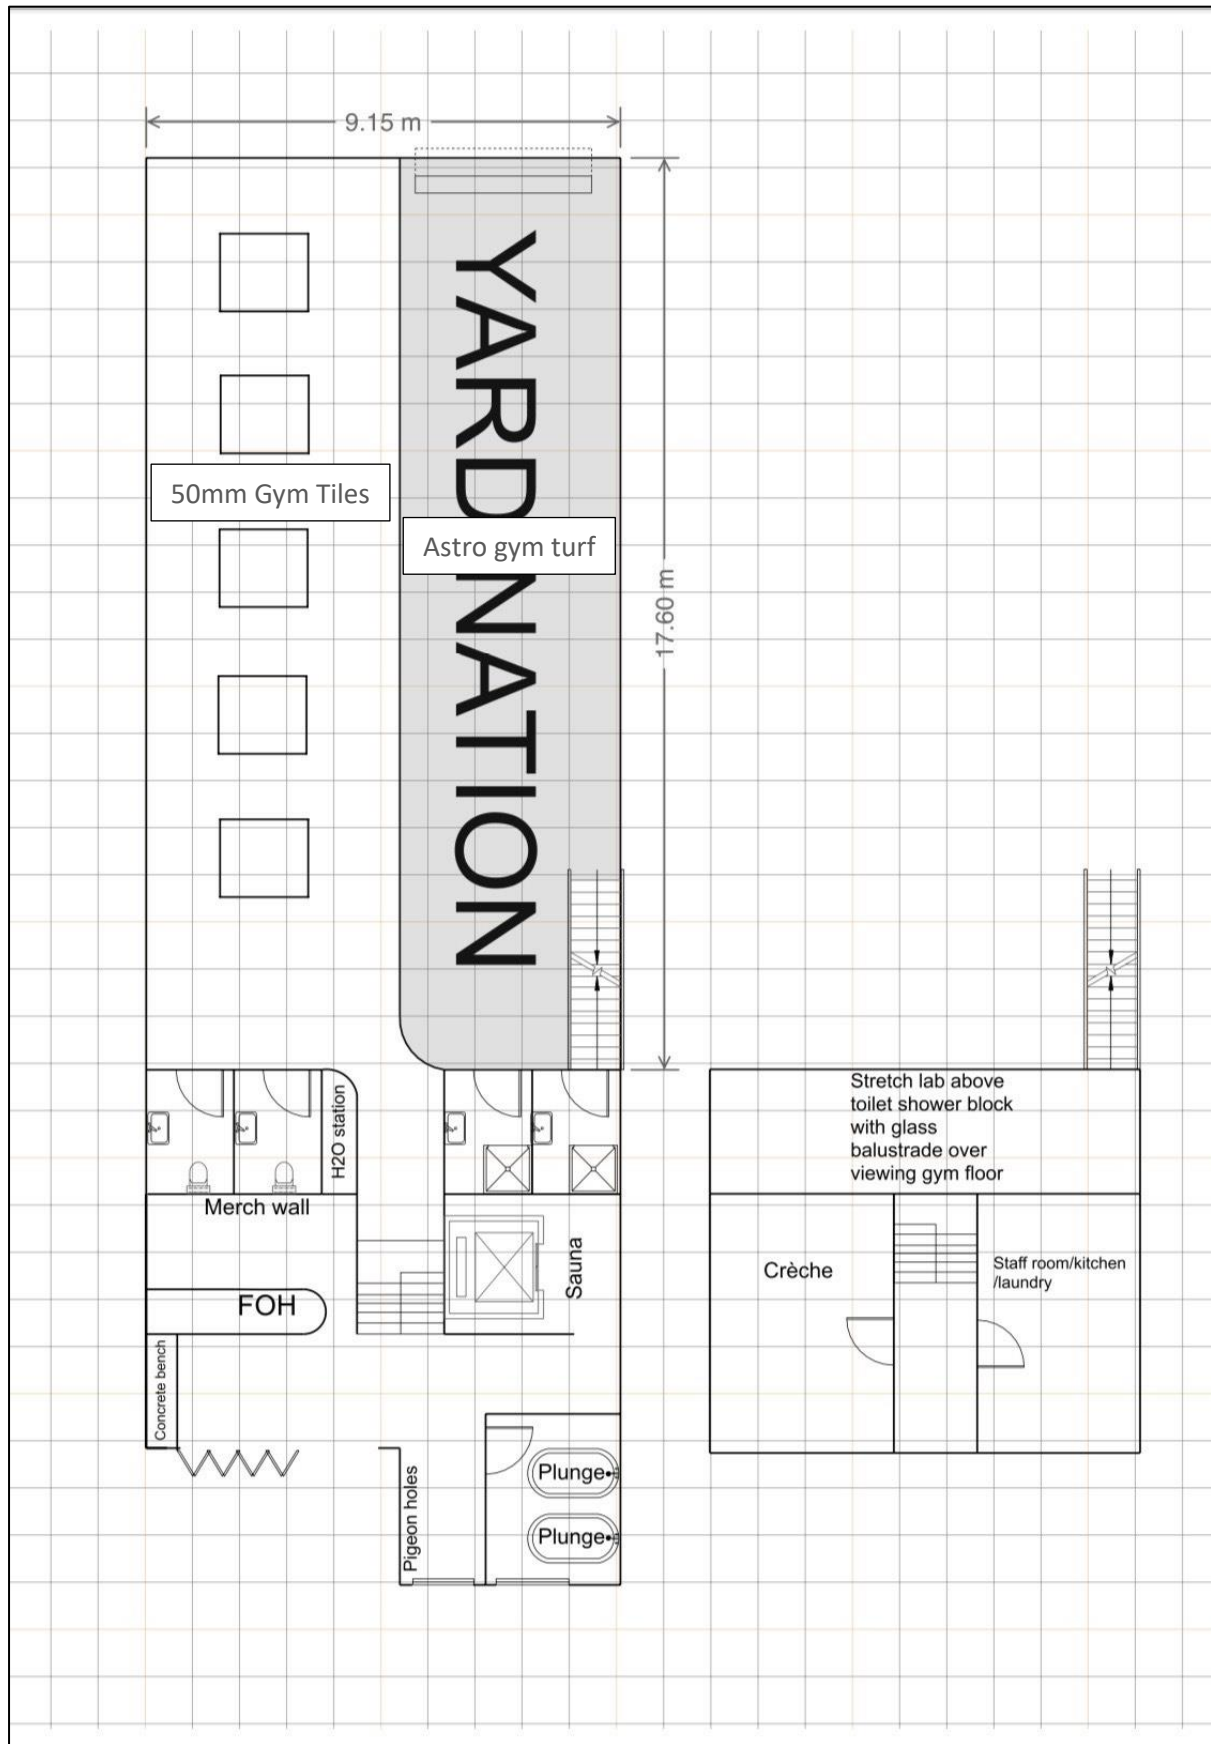 9.15 m
YARDNATION
50mm Gym Tiles
Astro gym turf
17.60 m
H2O station
Merch wall
Sauna
FOH
Concrete bench
Pigeon holes
Plunge
Plunge
Stretch lab above
toilet shower block
with glass
balustrade over
viewing gym floor
Crèche
Staff room/kitchen
/laundry